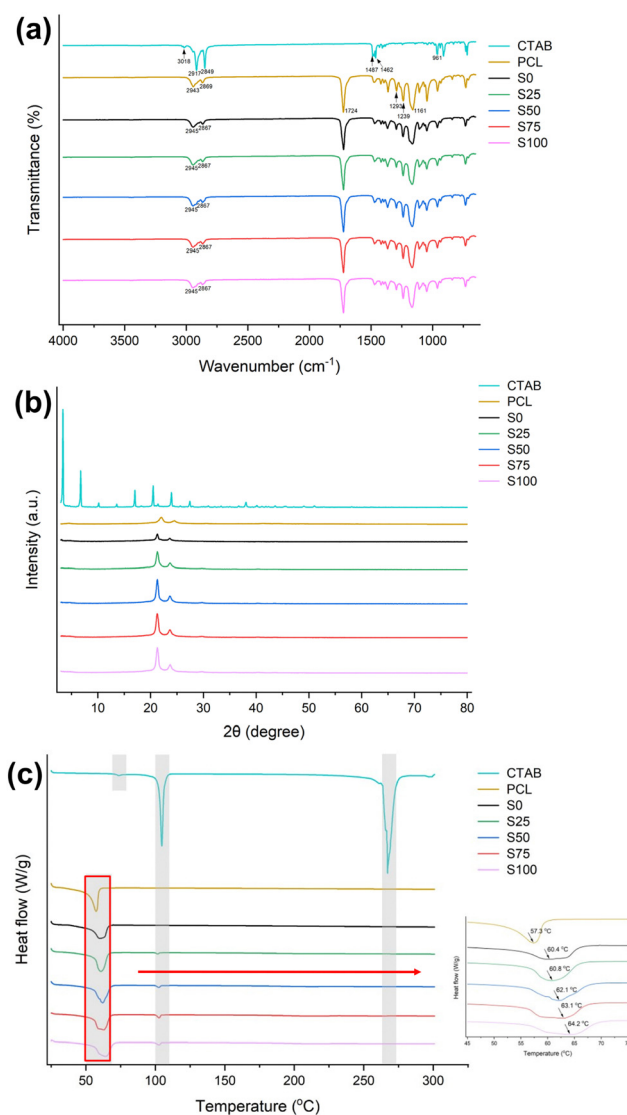 (a)
3018
2917
2849
1487
1462
961
2943
2869
1724
1293
1239
1161
2945
2867
2945
2867
2945
2867
2945
2867
2945
2867
CTAB
PCL
S0
S25
S50
S75
S100
Transmittance (%)
4000 3500 3000 2500 2000 1500 1000
Wavenumber (cm⁻¹)
(b)
CTAB
PCL
S0
S25
S50
S75
S100
Intensity (a.u.)
10 20 30 40 50 60 70 80
2θ (degree)
(c)
CTAB
PCL
S0
S25
S50
S75
S100
Heat flow (W/g)
50 100 150 200 250 300
Temperature (°C)
57.3 °C
60.4 °C
60.8 °C
62.1 °C
63.1 °C
64.2 °C
Heat flow (W/g)
45 50 55 60 65 70 75
Temperature (°C)